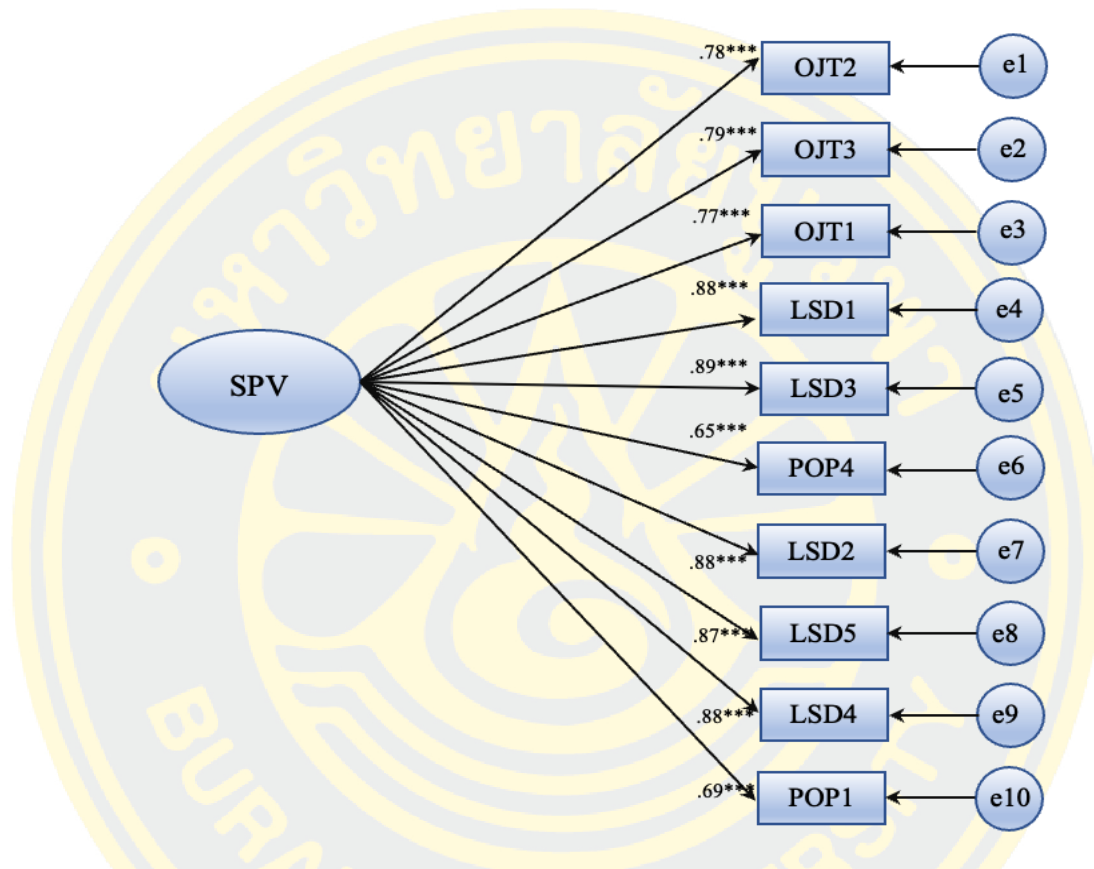 .78***
OJT2
e1
.79***
OJT3
e2
.77***
OJT1
e3
.88***
LSD1
e4
SPV
.89***
LSD3
e5
.65***
POP4
e6
.88***
LSD2
e7
.87***
LSD5
e8
.88***
LSD4
e9
.69***
POP1
e10